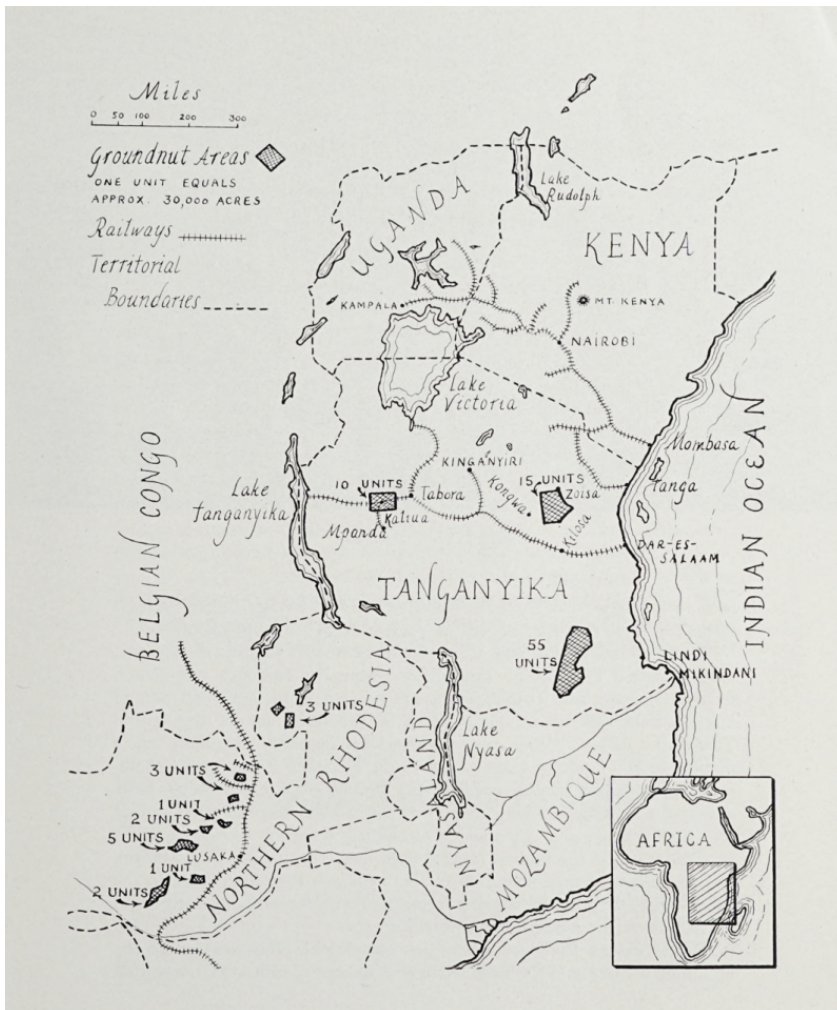 Miles
0 50 100 200 300
Groundnut Areas
ONE UNIT EQUALS
APPROX. 30,000 ACRES
Railways
Territorial
Boundaries
UGANDA
Lake
Rudolph
KENYA
KAMPALA
MT. KENYA
NAIROBI
Lake
Victoria
BELGIAN CONGO
INDIAN OCEAN
Mombasa
KINGANYIRI
10 UNITS
15 UNITS
Lake
Tanganyika
Tabora
Kongwa
Zoisa
Tanga
Kaliua
Mpanda
Kilosa
DAR-ES-
SALAAM
TANGANYIKA
55
UNITS
LINDI
MIKINDANI
3 UNITS
NORTHERN RHODESIA
Lake
Nyasa
NYASALAND
MOZAMBIQUE
3 UNITS
1 UNIT
2 UNITS
5 UNITS
LUSAKA
1 UNIT
2 UNITS
AFRICA